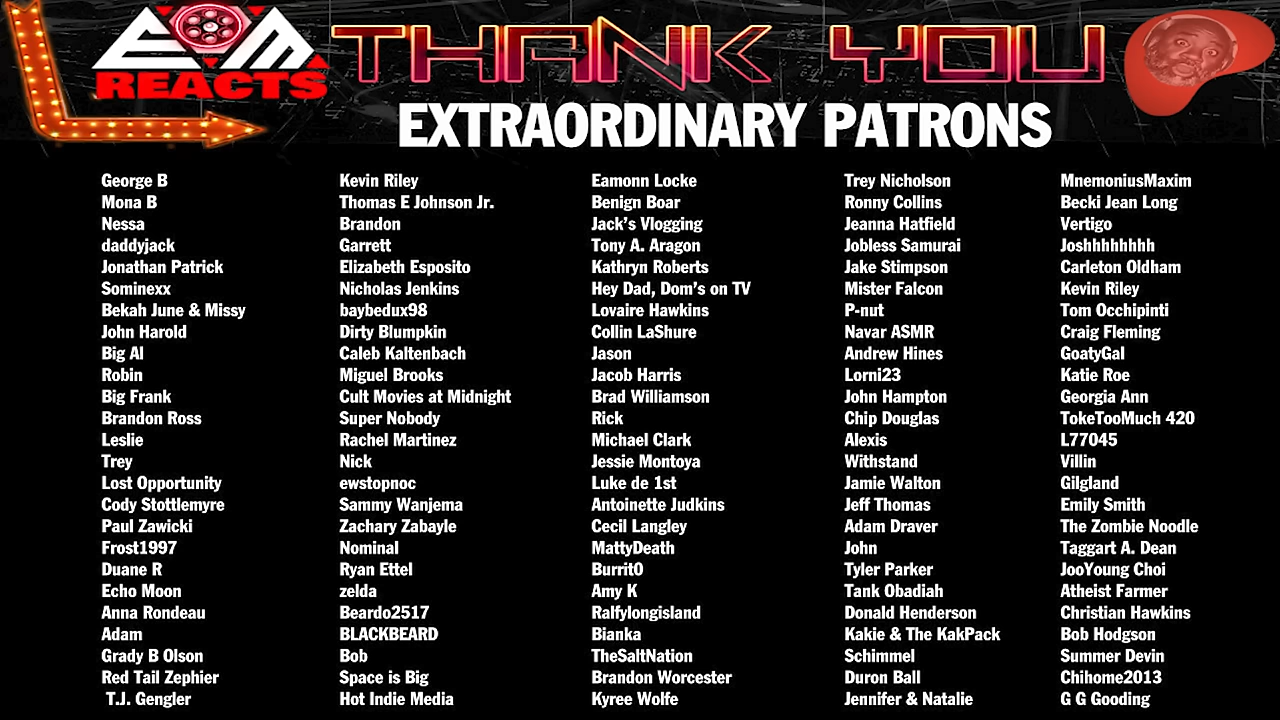 EOM REACTS
THANK YOU
EXTRAORDINARY PATRONS
George B
Mona B
Nessa
daddyjack
Jonathan Patrick
Sominexx
Bekah June & Missy
John Harold
Big Al
Robin
Big Frank
Brandon Ross
Leslie
Trey
Lost Opportunity
Cody Stottlemyre
Paul Zawicki
Frost1997
Duane R
Echo Moon
Anna Rondeau
Adam
Grady B Olson
Red Tail Zephier
T.J. Gengler
Kevin Riley
Thomas E Johnson Jr.
Brandon
Garrett
Elizabeth Esposito
Nicholas Jenkins
baybedux98
Dirty Blumpkin
Caleb Kaltenbach
Miguel Brooks
Cult Movies at Midnight
Super Nobody
Rachel Martinez
Nick
ewstopnoc
Sammy Wanjema
Zachary Zabayle
Nominal
Ryan Ettel
zelda
Beardo2517
BLACKBEARD
Bob
Space is Big
Hot Indie Media
Eamonn Locke
Benign Boar
Jack's Vlogging
Tony A. Aragon
Kathryn Roberts
Hey Dad, Dom's on TV
Lovaire Hawkins
Collin LaShure
Jason
Jacob Harris
Brad Williamson
Rick
Michael Clark
Jessie Montoya
Luke de 1st
Antoinette Judkins
Cecil Langley
MattyDeath
Burrit0
Amy K
Ralfylongisland
Bianka
TheSaltNation
Brandon Worcester
Kyree Wolfe
Trey Nicholson
Ronny Collins
Jeanna Hatfield
Jobless Samurai
Jake Stimpson
Mister Falcon
P-nut
Navar ASMR
Andrew Hines
Lorni23
John Hampton
Chip Douglas
Alexis
Withstand
Jamie Walton
Jeff Thomas
Adam Draver
John
Tyler Parker
Tank Obadiah
Donald Henderson
Kakie & The KakPack
Schimmel
Duron Ball
Jennifer & Natalie
MnemoniusMaxim
Becki Jean Long
Vertigo
Joshhhhhhhh
Carleton Oldham
Kevin Riley
Tom Occhipinti
Craig Fleming
GoatyGal
Katie Roe
Georgia Ann
TokeTooMuch 420
L77045
Villin
Gilgland
Emily Smith
The Zombie Noodle
Taggart A. Dean
JooYoung Choi
Atheist Farmer
Christian Hawkins
Bob Hodgson
Summer Devin
Chihome2013
G G Gooding